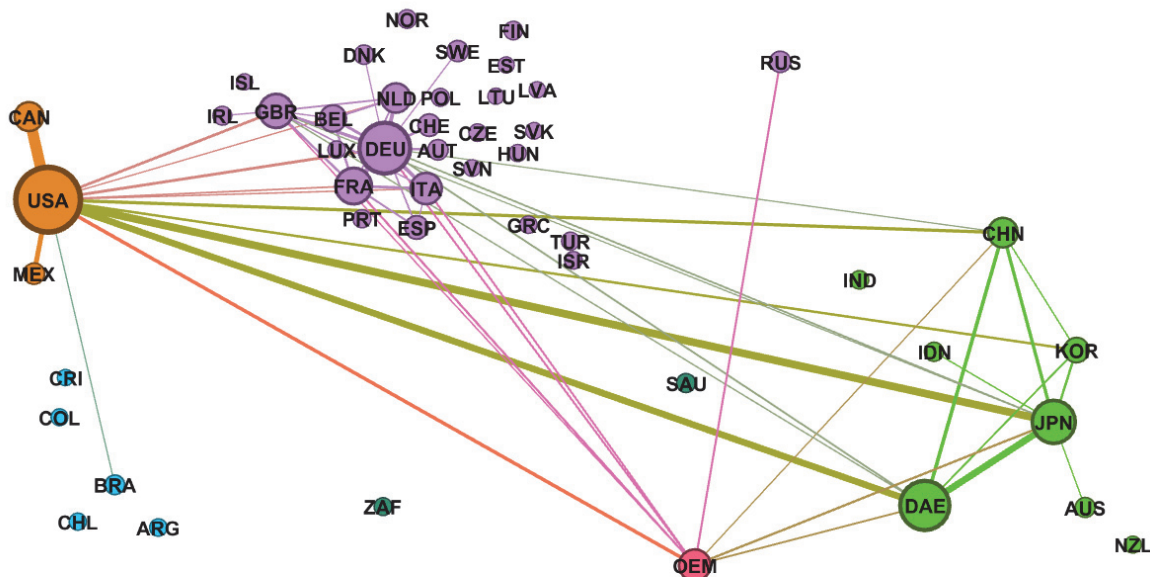 NOR
FIN
DNK
SWE
RUS
EST
ISL
LVA
NLD
POL
LTU
CAN
IRL
GBR
BEL
CHE
CZE
SVK
DEU
LUX
AUT
HUN
SVN
USA
FRA
ITA
PRT
ESP
GRC
CHN
TUR
ISR
MEX
IND
IDN
KOR
CRI
SAU
COL
JPN
BRA
ZAF
DAE
AUS
CHL
ARG
NZL
OEM